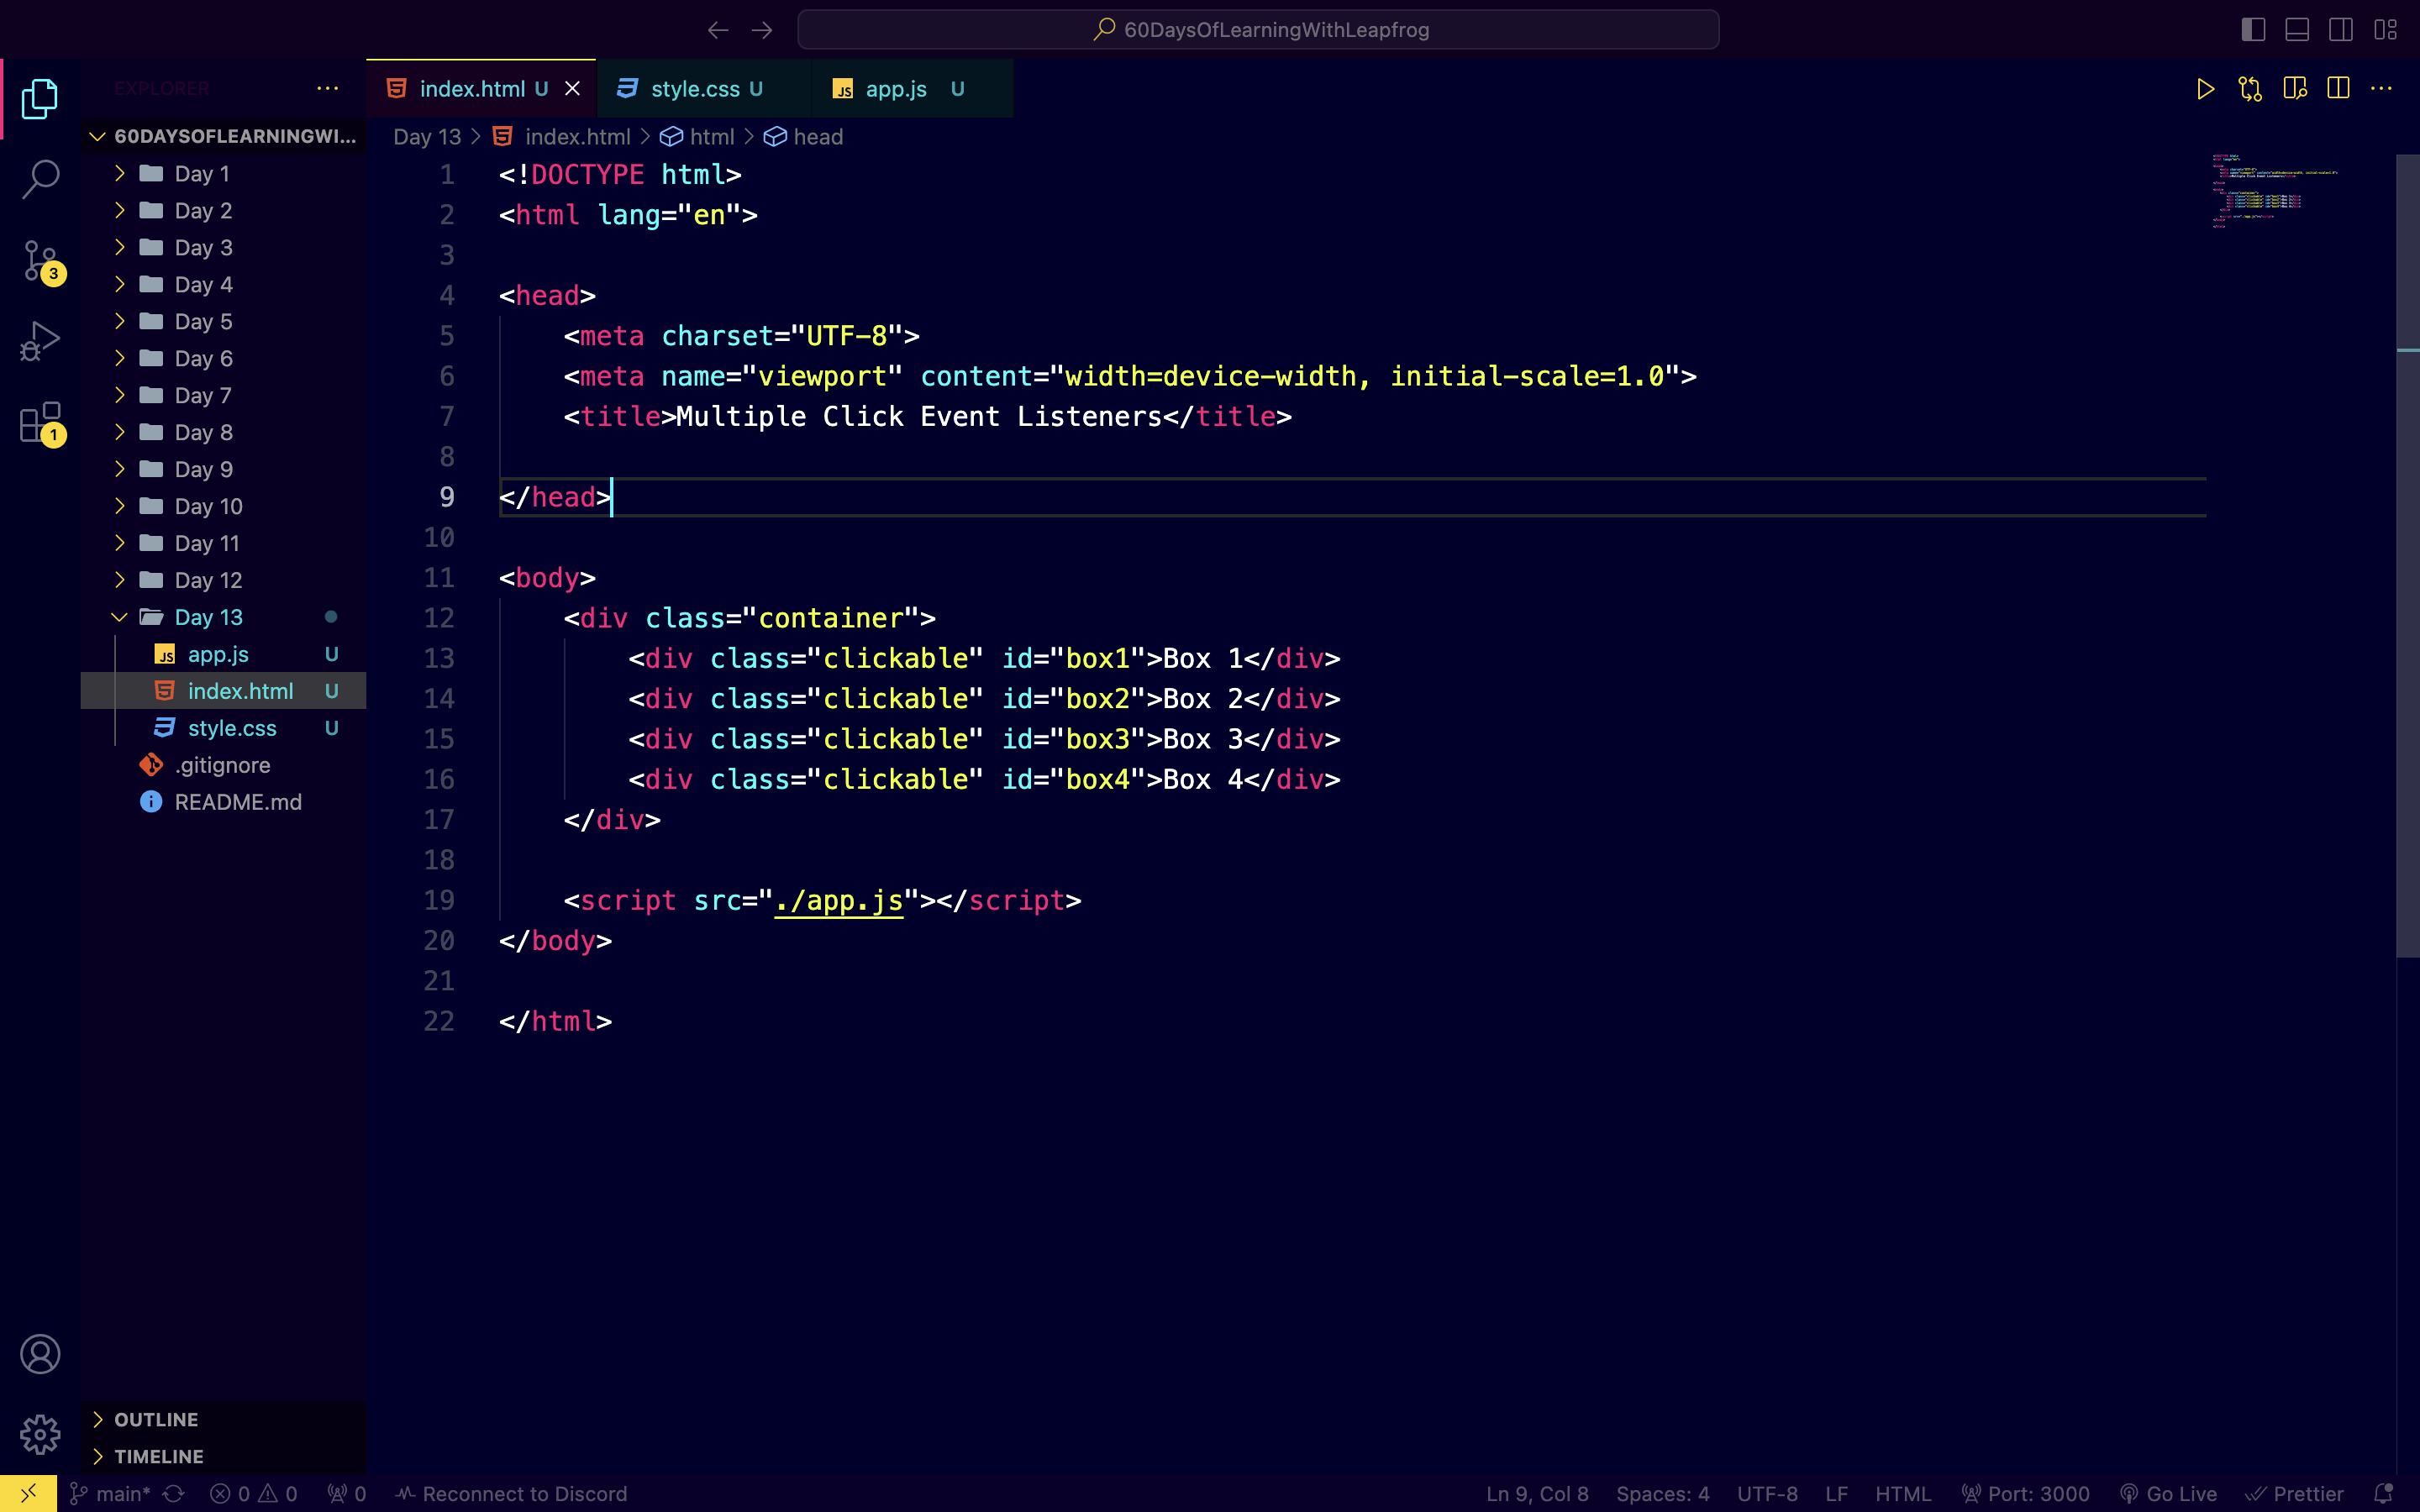 60DaysOfLearningWithLeapfrog
EXPLORER
index.html U
style.css U
JS app.js U
60DAYSOFLEARNINGWI...
Day 13 > index.html > html > head
Day 1
Day 2
Day 3
Day 4
Day 5
Day 6
Day 7
Day 8
Day 9
Day 10
Day 11
Day 12
Day 13
JS app.js U
index.html U
style.css U
.gitignore
README.md
3
1
1 <!DOCTYPE html>
2 <html lang="en">
3
4 <head>
5 <meta charset="UTF-8">
6 <meta name="viewport" content="width=device-width, initial-scale=1.0">
7 <title>Multiple Click Event Listeners</title>
8
9 </head>
10
11 <body>
12 <div class="container">
13 <div class="clickable" id="box1">Box 1</div>
14 <div class="clickable" id="box2">Box 2</div>
15 <div class="clickable" id="box3">Box 3</div>
16 <div class="clickable" id="box4">Box 4</div>
17 </div>
18
19 <script src="./app.js"></script>
20 </body>
21
22 </html>
OUTLINE
TIMELINE
main* 0 0 0 Reconnect to Discord Ln 9, Col 8 Spaces: 4 UTF-8 LF HTML Port: 3000 Go Live Prettier